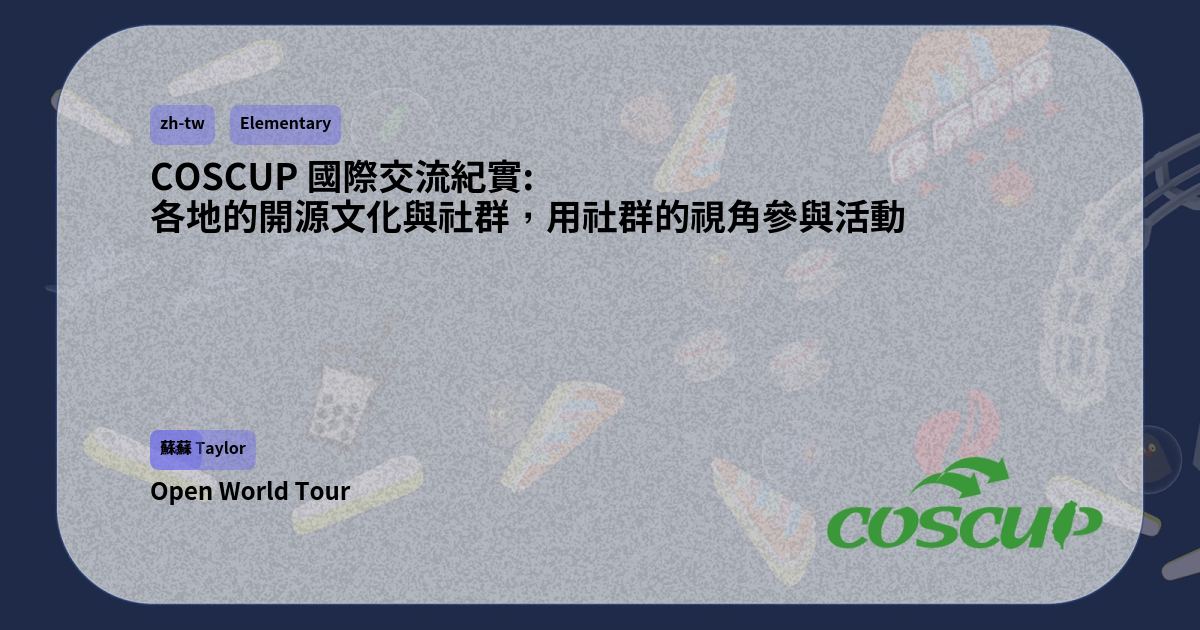 zh-tw Elementary
COSCUP 國際交流紀實:
各地的開源文化與社群，用社群的視角參與活動
蘇蘇 Taylor
Open World Tour
COSCUP